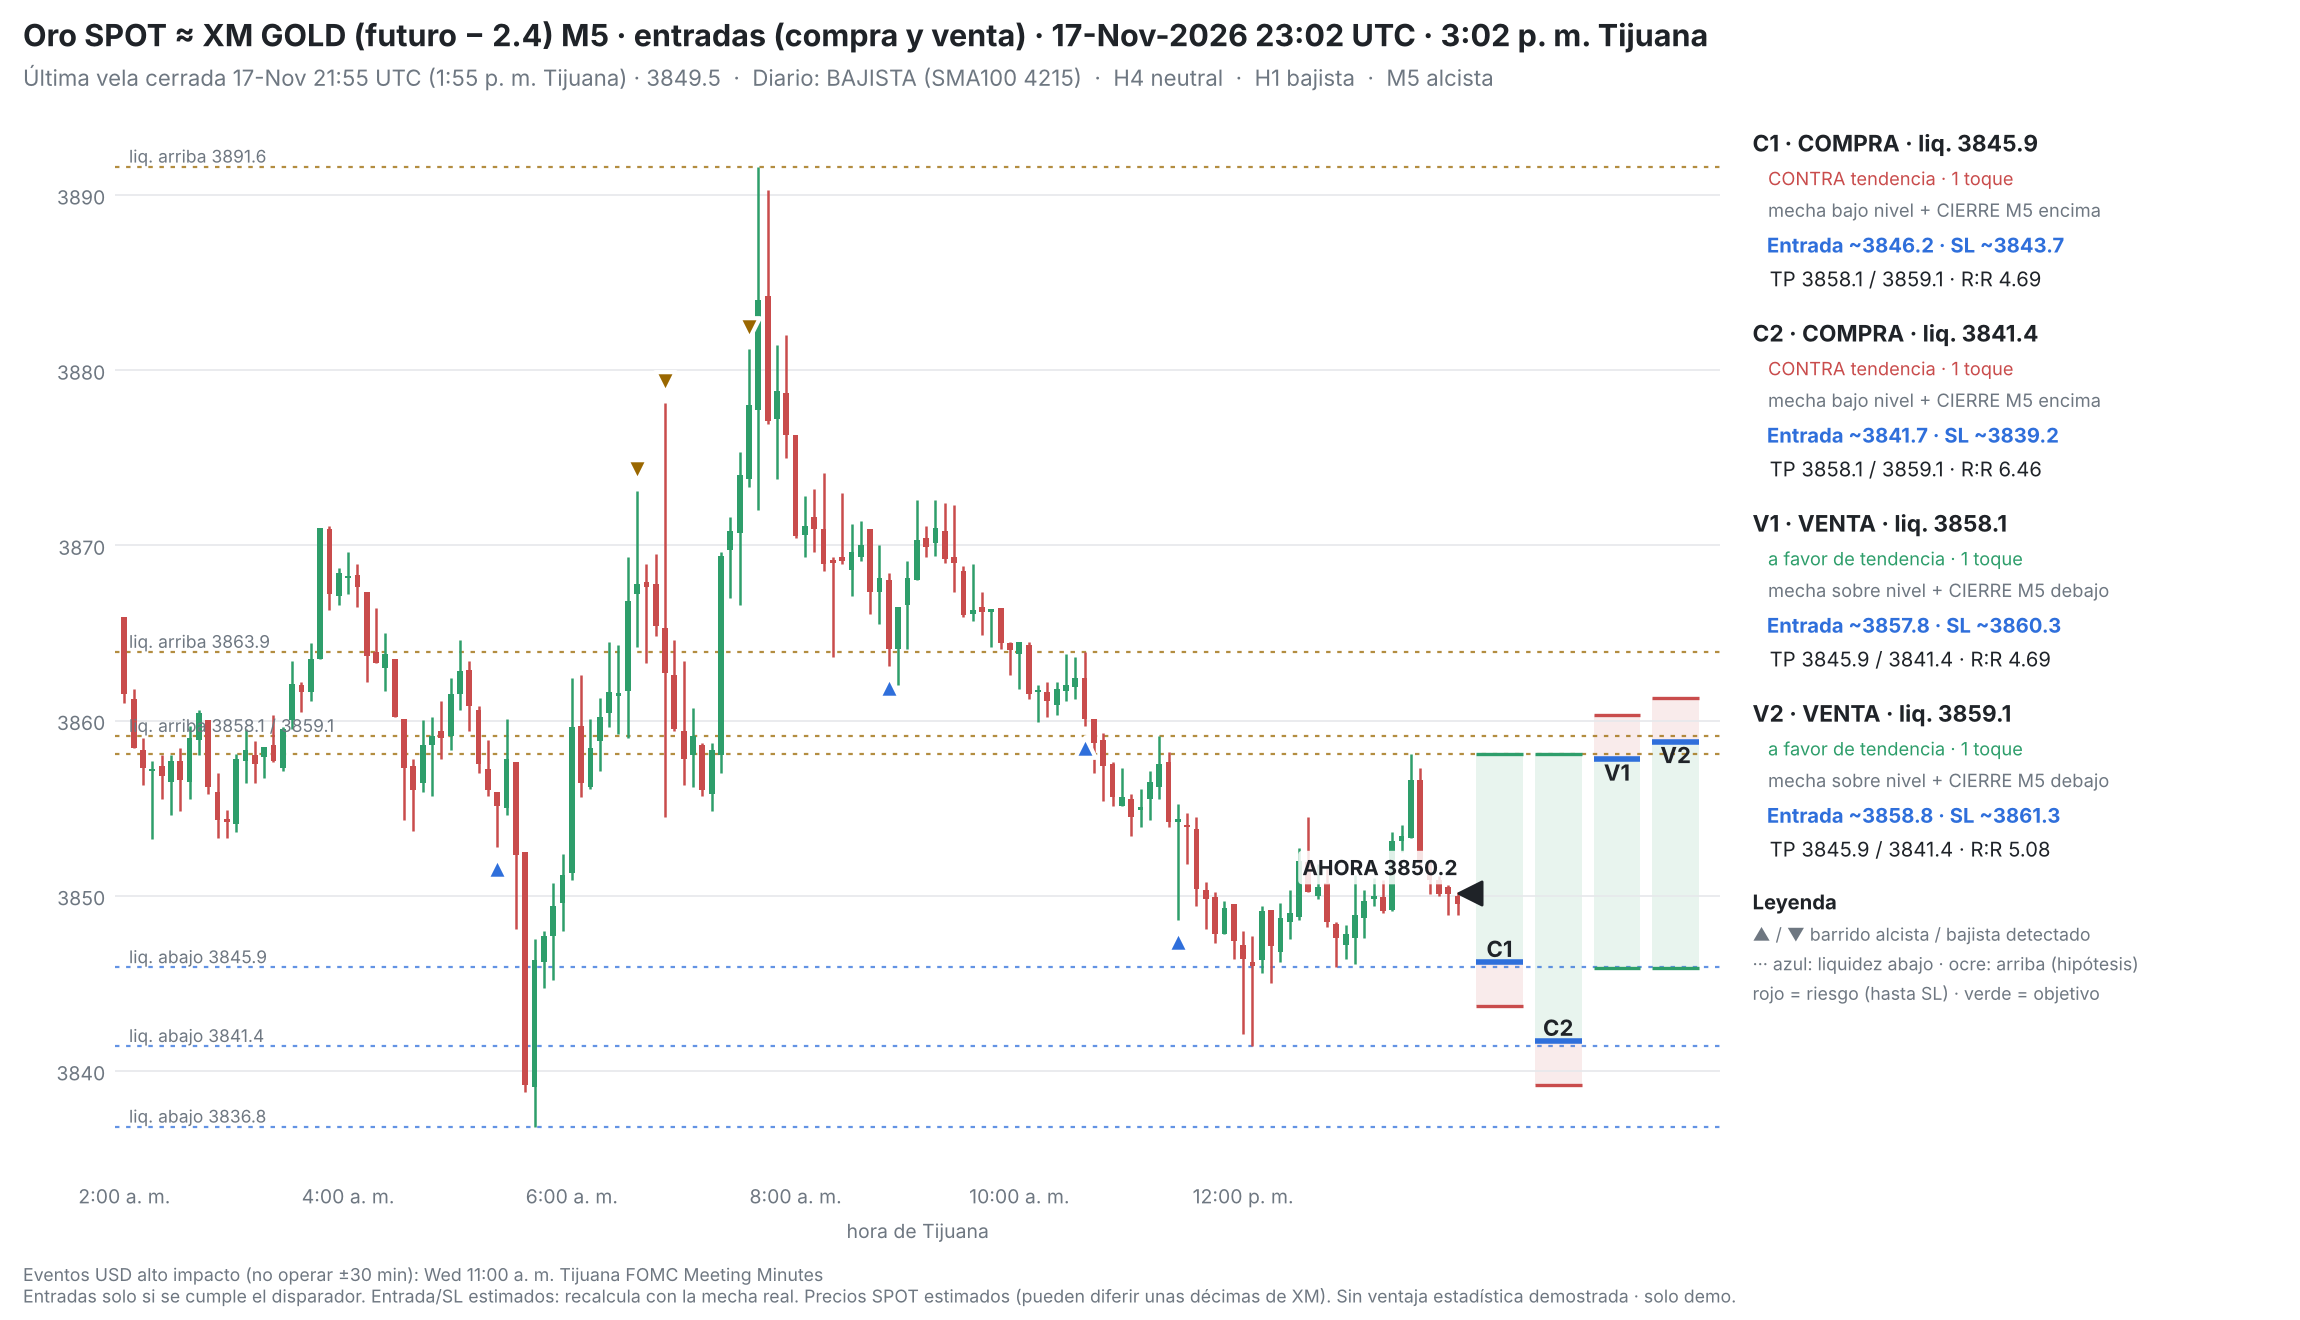 Oro SPOT ≈ XM GOLD (futuro − 2.4) M5 · entradas (compra y venta) · 17-Nov-2026 23:02 UTC · 3:02 p. m. Tijuana
Última vela cerrada 17-Nov 21:55 UTC (1:55 p. m. Tijuana) · 3849.5 · Diario: BAJISTA (SMA100 4215) · H4 neutral · H1 bajista · M5 alcista
liq. arriba 3891.6
3890
3880
3870
liq. arriba 3863.9
liq. arriba 3858.1 / 3859.1
3860
AHORA 3850.2
3850
liq. abajo 3845.9
liq. abajo 3841.4
3840
liq. abajo 3836.8
C1
C2
V1
V2
2:00 a. m.
4:00 a. m.
6:00 a. m.
8:00 a. m.
10:00 a. m.
12:00 p. m.
hora de Tijuana
C1 · COMPRA · liq. 3845.9
CONTRA tendencia · 1 toque
mecha bajo nivel + CIERRE M5 encima
Entrada ~3846.2 · SL ~3843.7
TP 3858.1 / 3859.1 · R:R 4.69
C2 · COMPRA · liq. 3841.4
CONTRA tendencia · 1 toque
mecha bajo nivel + CIERRE M5 encima
Entrada ~3841.7 · SL ~3839.2
TP 3858.1 / 3859.1 · R:R 6.46
V1 · VENTA · liq. 3858.1
a favor de tendencia · 1 toque
mecha sobre nivel + CIERRE M5 debajo
Entrada ~3857.8 · SL ~3860.3
TP 3845.9 / 3841.4 · R:R 4.69
V2 · VENTA · liq. 3859.1
a favor de tendencia · 1 toque
mecha sobre nivel + CIERRE M5 debajo
Entrada ~3858.8 · SL ~3861.3
TP 3845.9 / 3841.4 · R:R 5.08
Leyenda
▲ / ▼ barrido alcista / bajista detectado
··· azul: liquidez abajo · ocre: arriba (hipótesis)
rojo = riesgo (hasta SL) · verde = objetivo
Eventos USD alto impacto (no operar ±30 min): Wed 11:00 a. m. Tijuana FOMC Meeting Minutes
Entradas solo si se cumple el disparador. Entrada/SL estimados: recalcula con la mecha real. Precios SPOT estimados (pueden diferir unas décimas de XM). Sin ventaja estadística demostrada · solo demo.